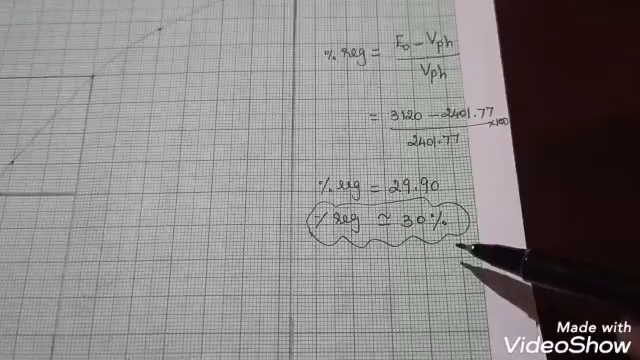 % reg = E₀ - Vph
Vph
= 3120 - 2401.77 ×100
2401.77
% reg = 29.90
% reg ≃ 30%
Made with
VideoShow